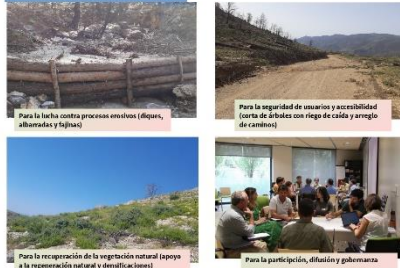 Para la lucha contra procesos erosivos (diques,
albarradas y fajinas)
Para la seguridad de usuarios y accesibilidad
(corta de árboles con riego de caída y arreglo
de caminos)
Para la recuperación de la vegetación natural (apoyo
a la regeneración natural y densificaciones)
Para la participción, difusión y gobernanza